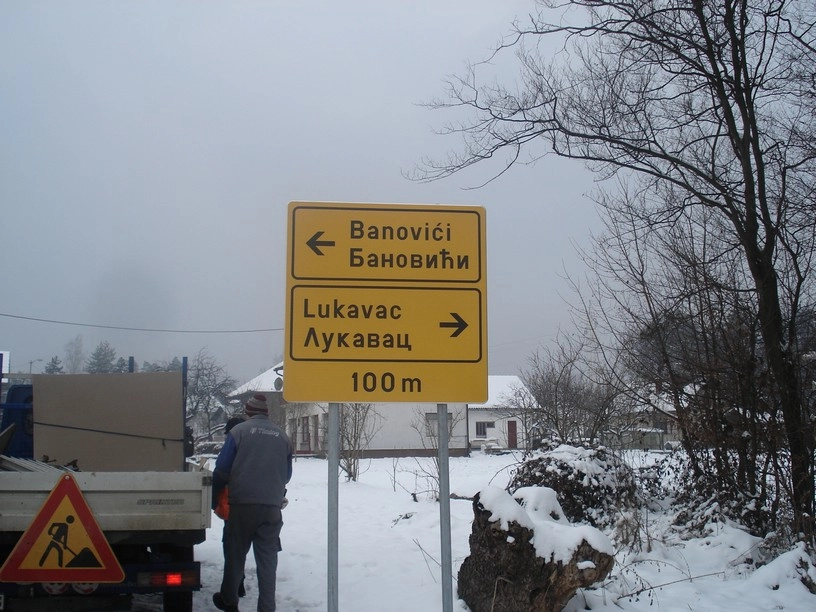 Banovići
Бановићи
Lukavac
Лукавац
100 m